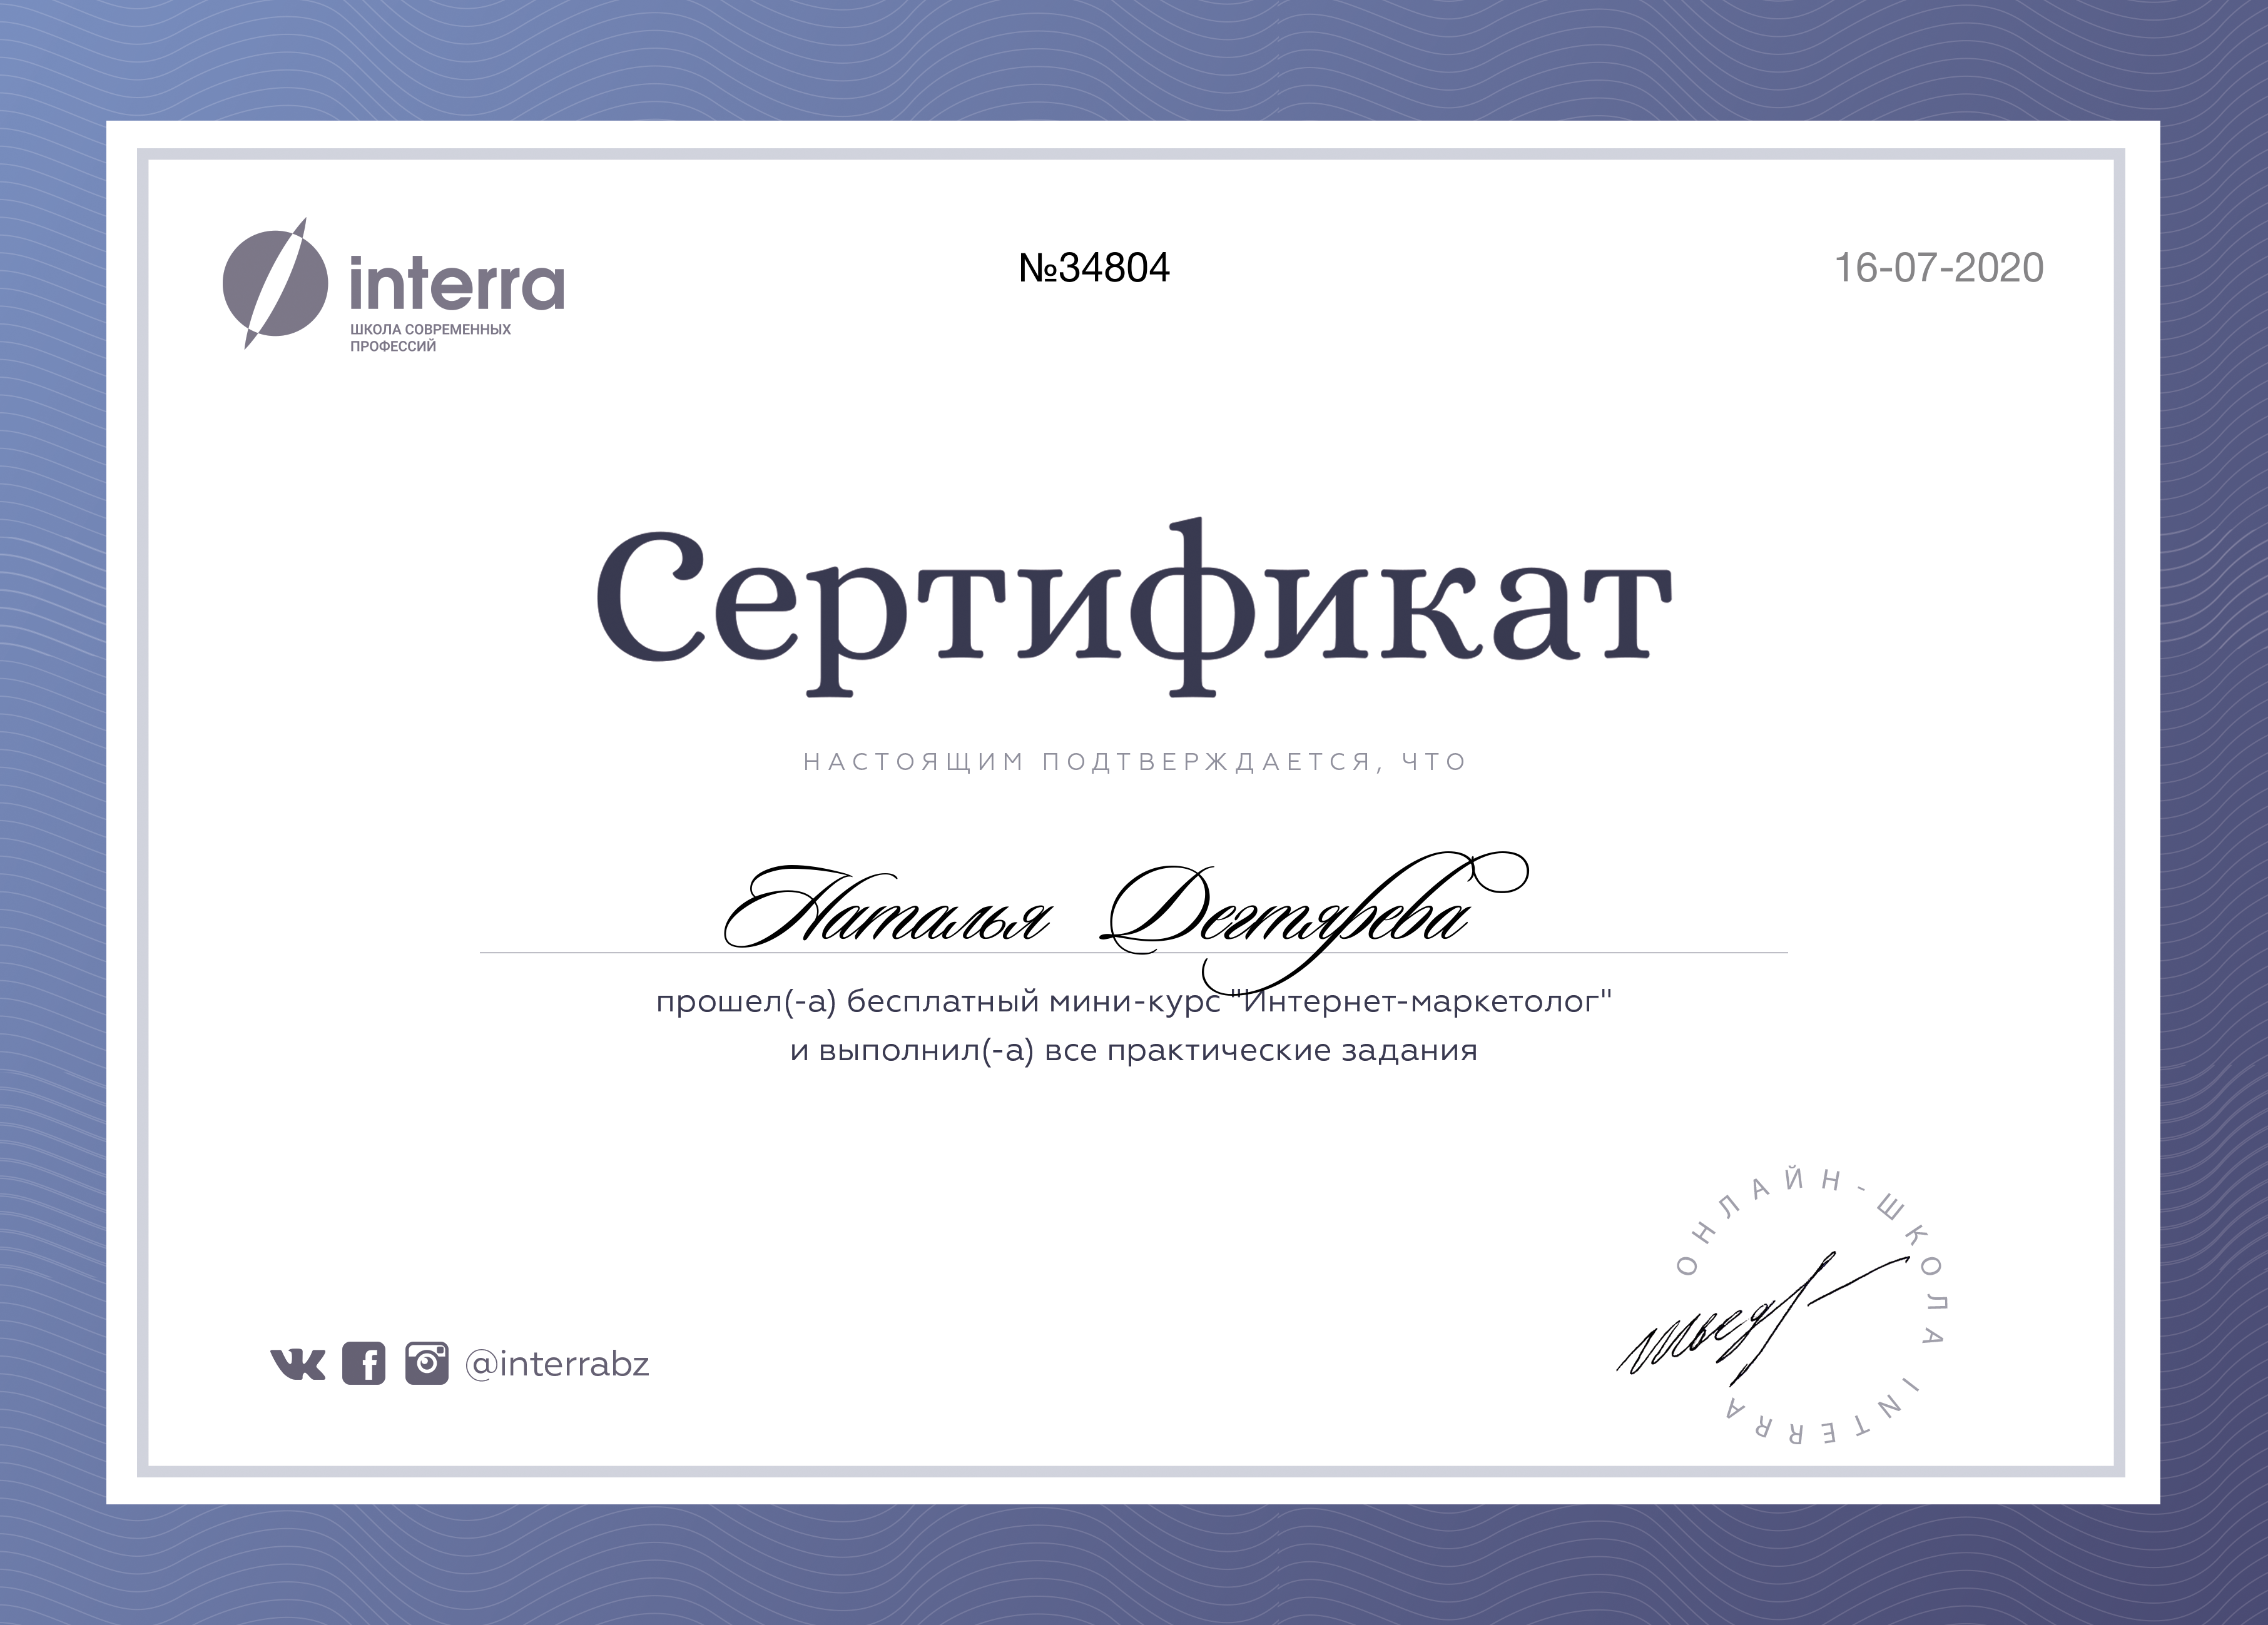 interra
ШКОЛА СОВРЕМЕННЫХ
ПРОФЕССИЙ
№34804
16-07-2020
Сертификат
НАСТОЯЩИМ ПОДТВЕРЖДАЕТСЯ, ЧТО
Наталья Дегтярева
прошел(-а) бесплатный мини-курс "Интернет-маркетолог"
и выполнил(-а) все практические задания
@interrabz
ОНЛАЙН-ШКОЛА INTERRA